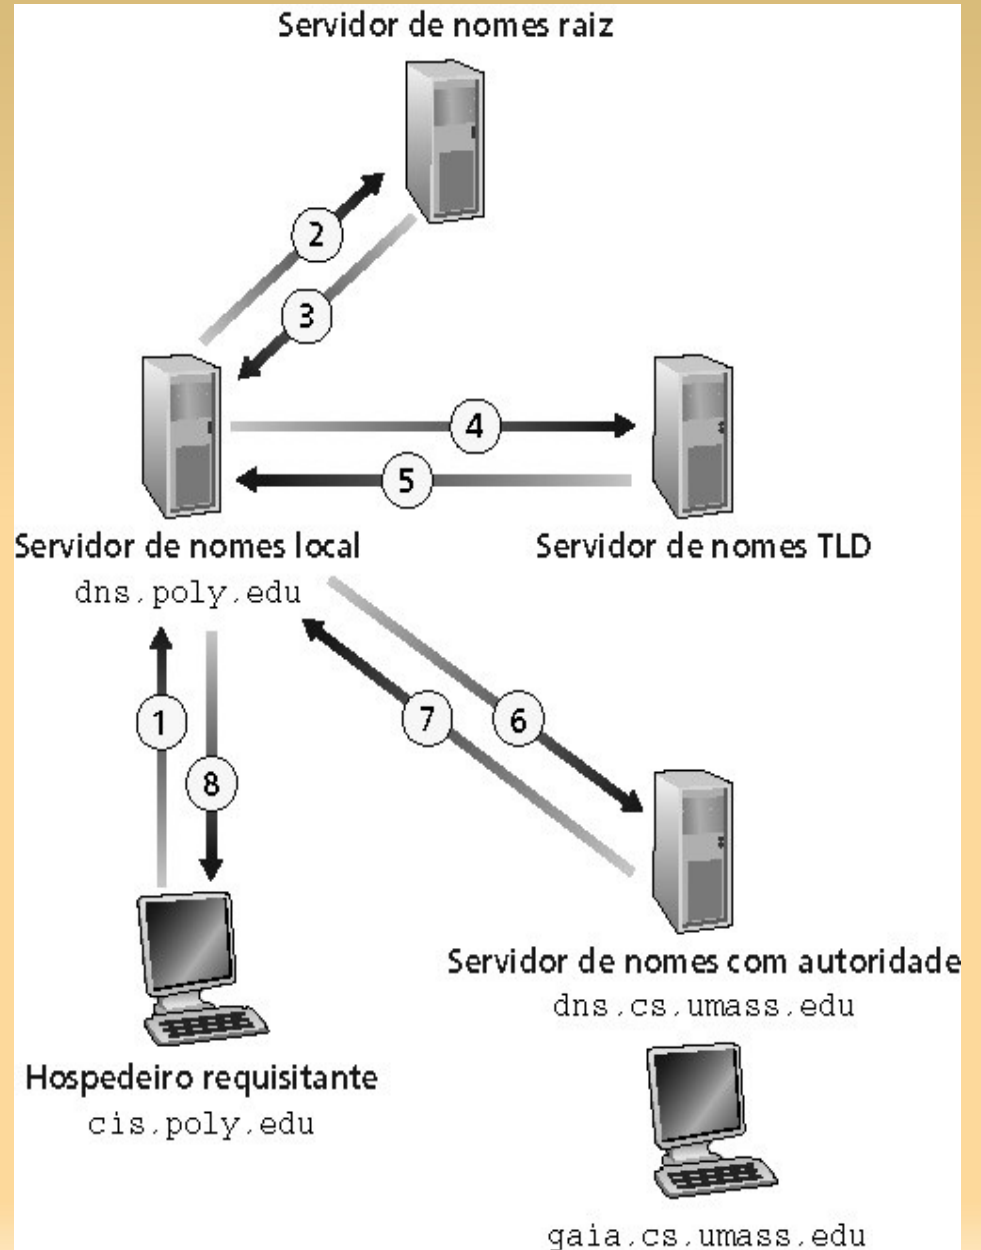 Servidor de nomes raiz
2
3
4
5
Servidor de nomes local
dns.poly.edu
Servidor de nomes TLD
1
8
7
6
Servidor de nomes com autoridade
dns.cs.umass.edu
Hospedeiro requisitante
cis.poly.edu
gaia.cs.umass.edu